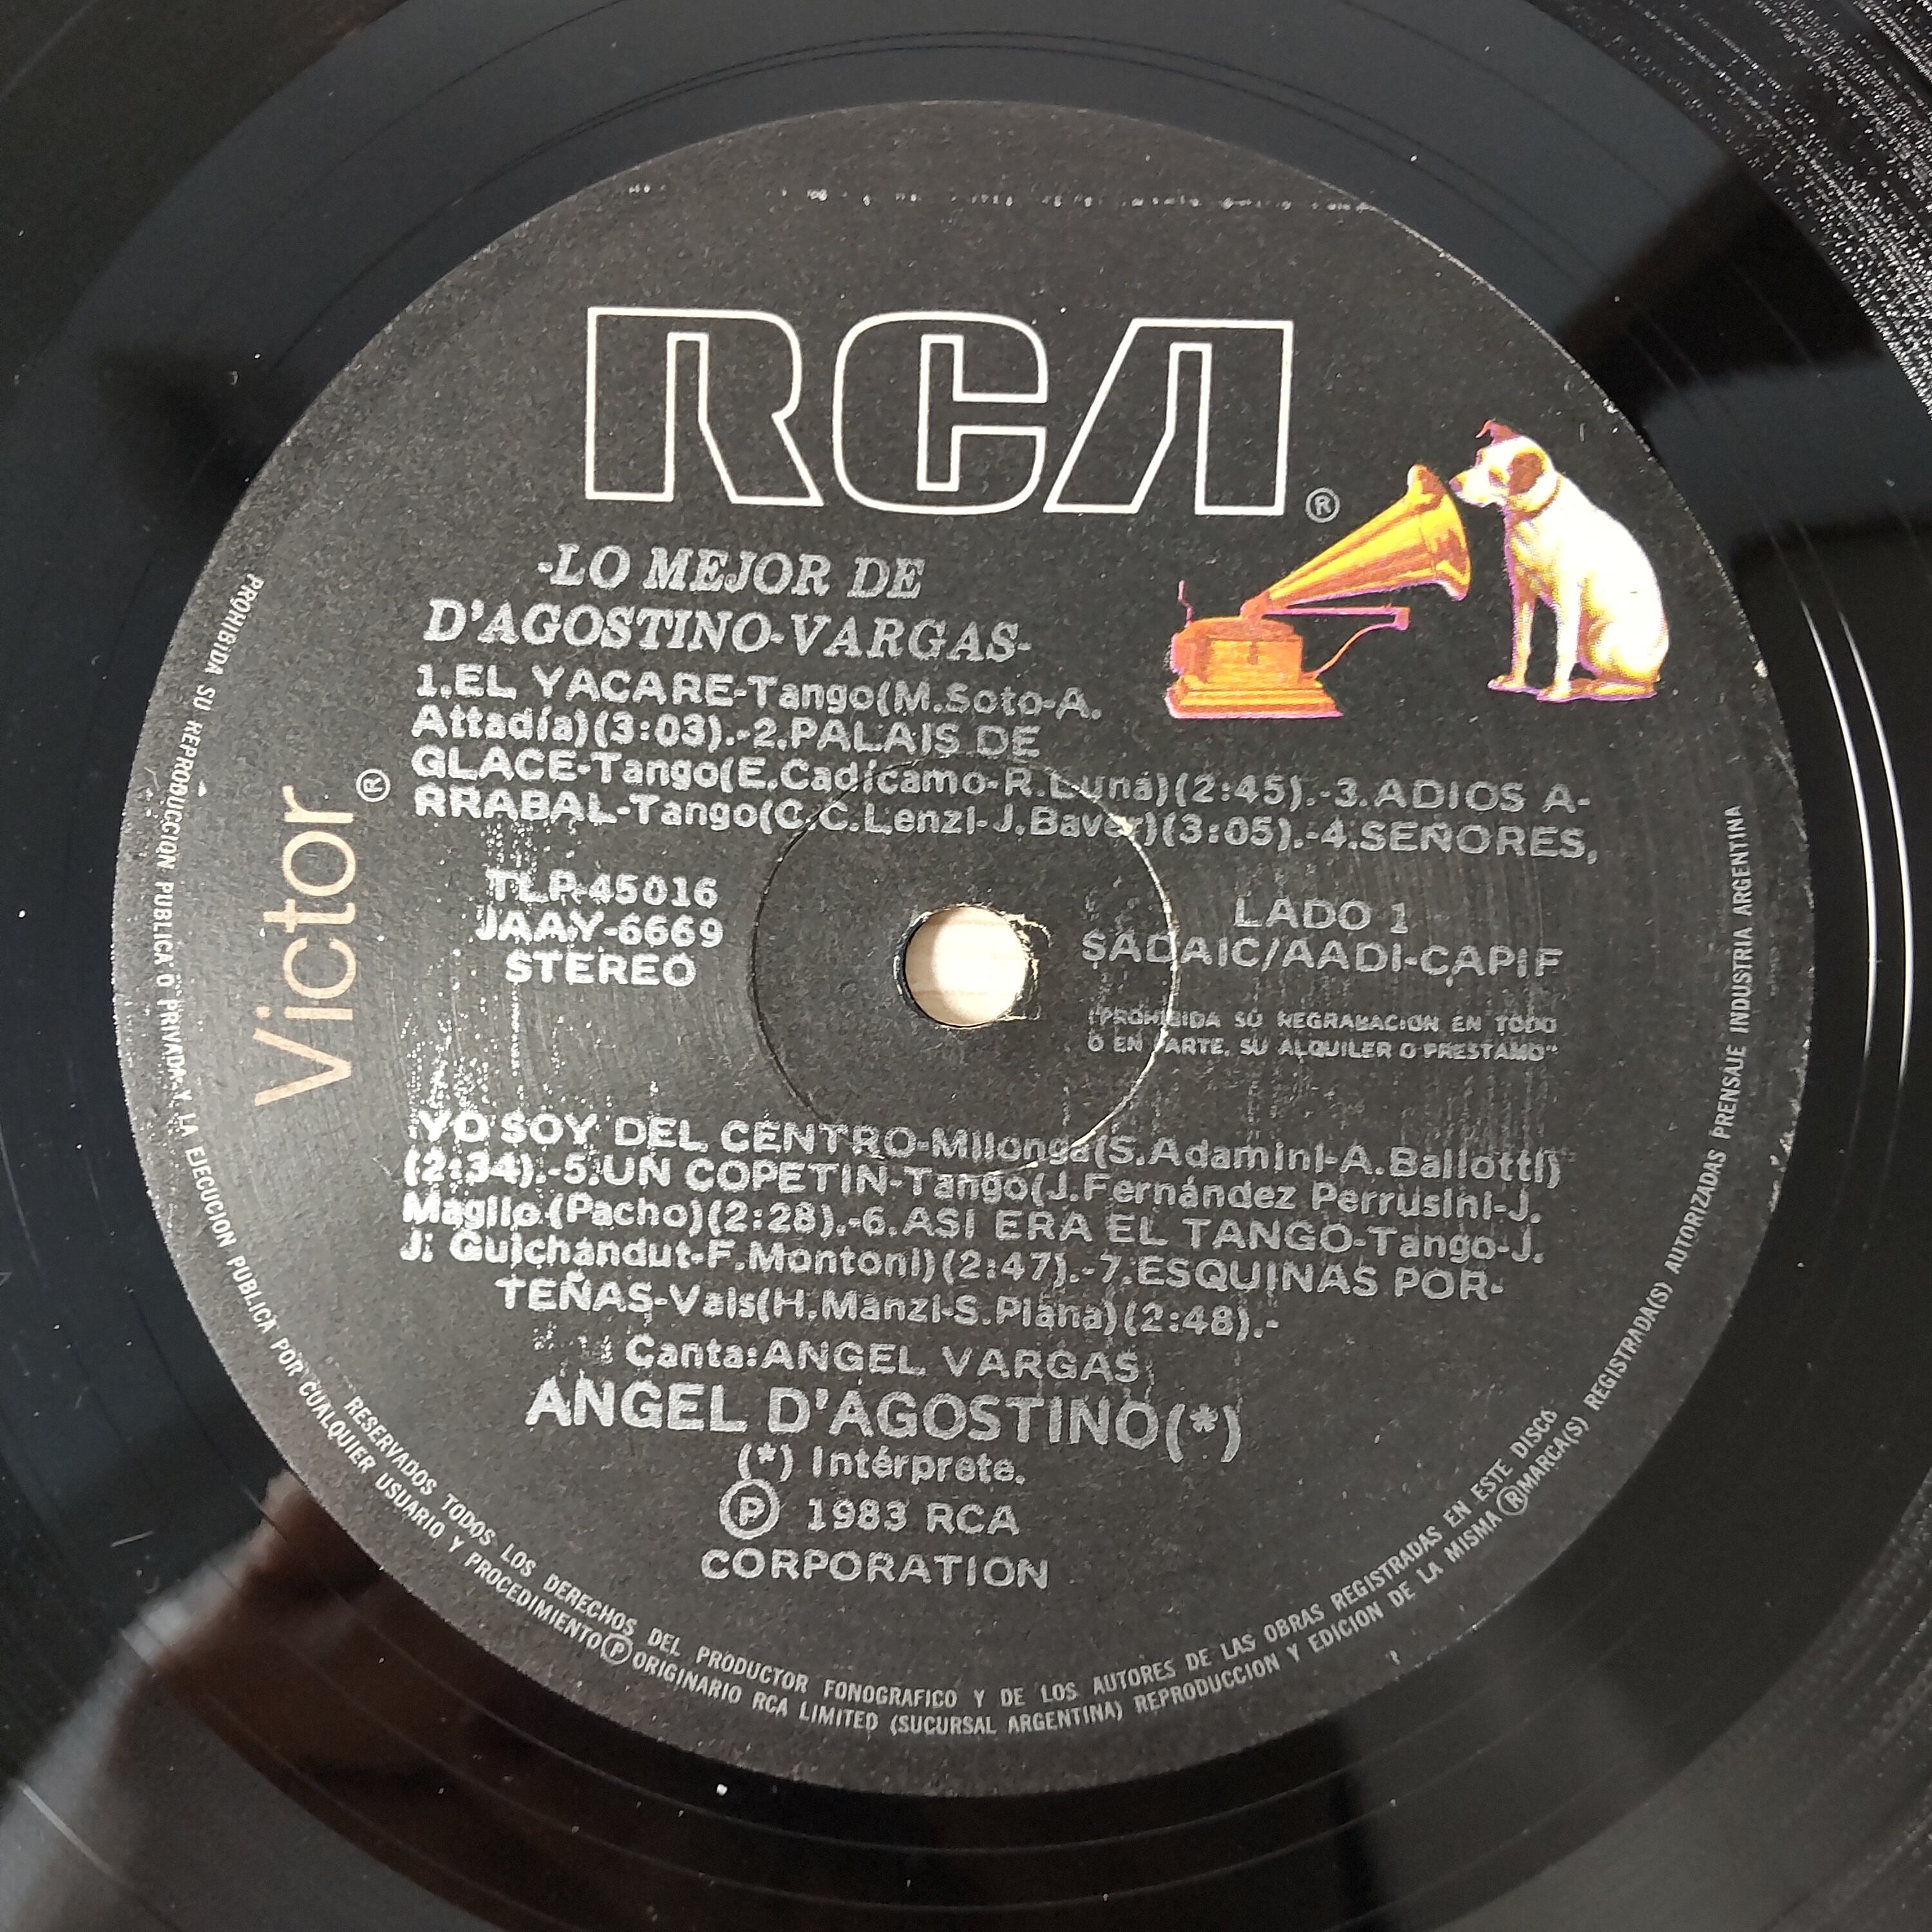 RCA®
-LO MEJOR DE
D'AGOSTINO-VARGAS-
1.EL YACARE-Tango(M.Soto-A.
Attadía)(3:03).-2.PALAIS DE
GLACE-Tango(E.Cadícamo-R.Luna)(2:45).-3.ADIOS A-
RRABAL-Tango(C.C.Lenzi-J.Baver)(3:05).-4.SEÑORES,
TLP-45016
JAAY-6669
STEREO
LADO 1
SADAIC/AADI-CAPIF
"PROHIBIDA SU REGRABACION EN TODO
O EN PARTE, SU ALQUILER O PRESTAMO"
YO SOY DEL CENTRO-Milonga(S.Adamini-A.Ballotti)
(2:34).-5.UN COPETIN-Tango(J.Fernández Perrusini-J.
Maglio.(Pacho)(2:28).-6.ASI ERA EL TANGO-Tango-J.
J. Guichandut-F.Montoni)(2:47).-7.ESQUINAS POR-
TEÑAS-Vals(H.Manzi-S.Piana)(2:48).-
Canta:ANGEL VARGAS
ANGEL D'AGOSTINO(*)
(*) Intérprete.
Ⓟ 1983 RCA
CORPORATION
Victor®
PROHIBIDA SU REPRODUCCION PUBLICA O PRIVADA Y LA EJECUCION PUBLICA POR CUALQUIER USUARIO Y PROCEDIMIENTO Ⓟ ORIGINARIO RCA LIMITED (SUCURSAL ARGENTINA) REPRODUCCION Y EDICION DE LA MISMA ® MARCA(S) REGISTRADA(S) AUTORIZADAS PRENSAJE INDUSTRIA ARGENTINA
RESERVADOS TODOS LOS DERECHOS DEL PRODUCTOR FONOGRAFICO Y DE LOS AUTORES DE LAS OBRAS REGISTRADAS EN ESTE DISCO